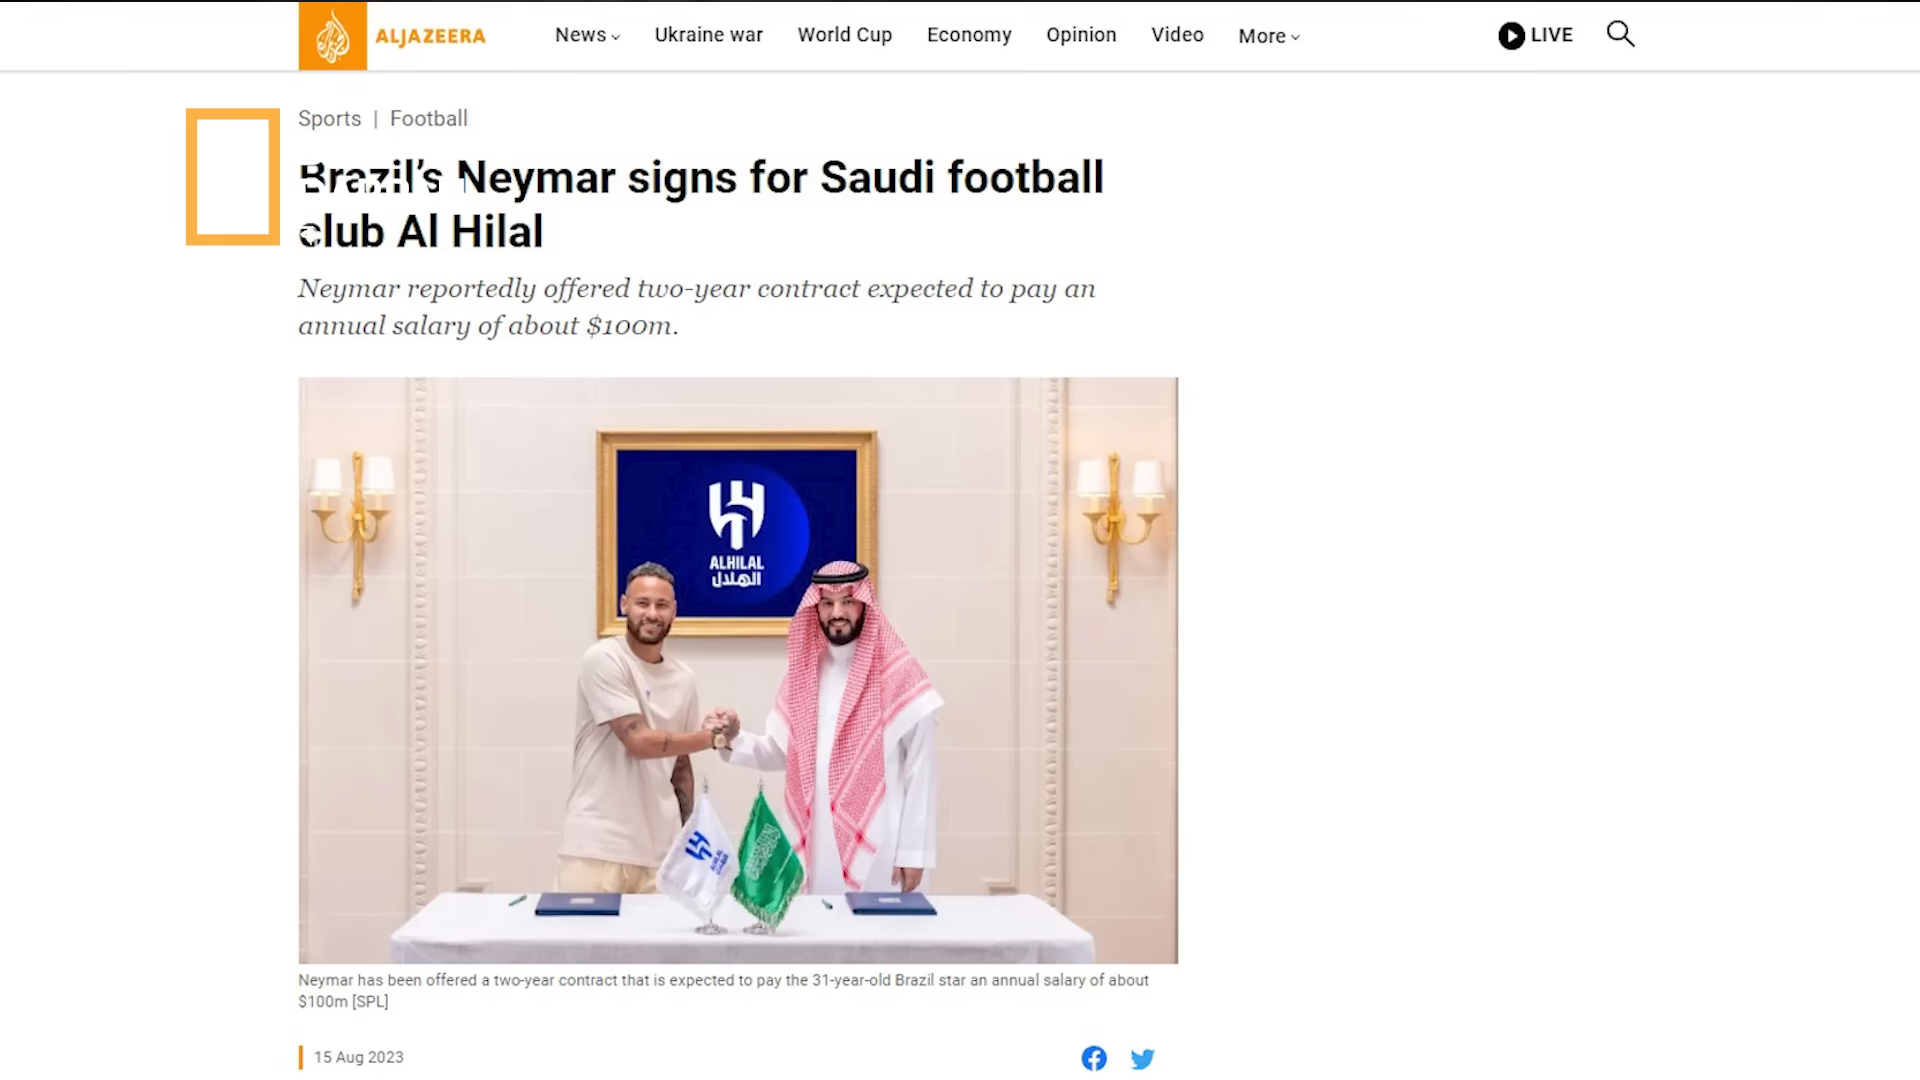 ALJAZEERA
News
Ukraine war
World Cup
Economy
Opinion
Video
More
LIVE
Sports | Football
Brazil’s Neymar signs for Saudi football
club Al Hilal
Neymar reportedly offered two-year contract expected to pay an
annual salary of about $100m.
ALHILAL
الهلال
Neymar has been offered a two-year contract that is expected to pay the 31-year-old Brazil star an annual salary of about
$100m [SPL]
15 Aug 2023